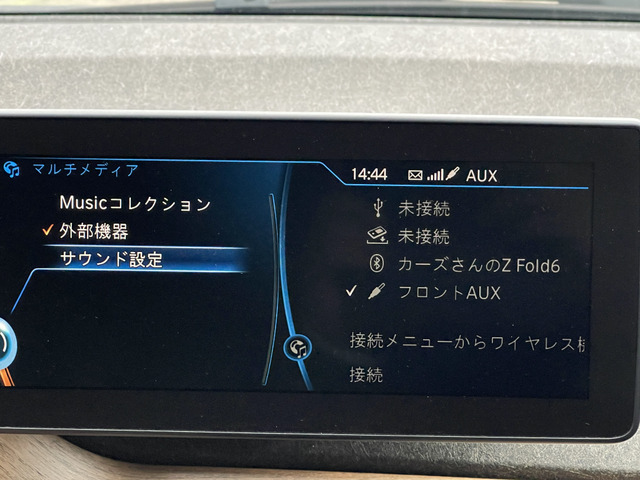 マルチメディア
14:44 AUX
Musicコレクション
外部機器
サウンド設定
未接続
未接続
カーズさんのZ Fold6
フロントAUX
接続メニューからワイヤレス
接続